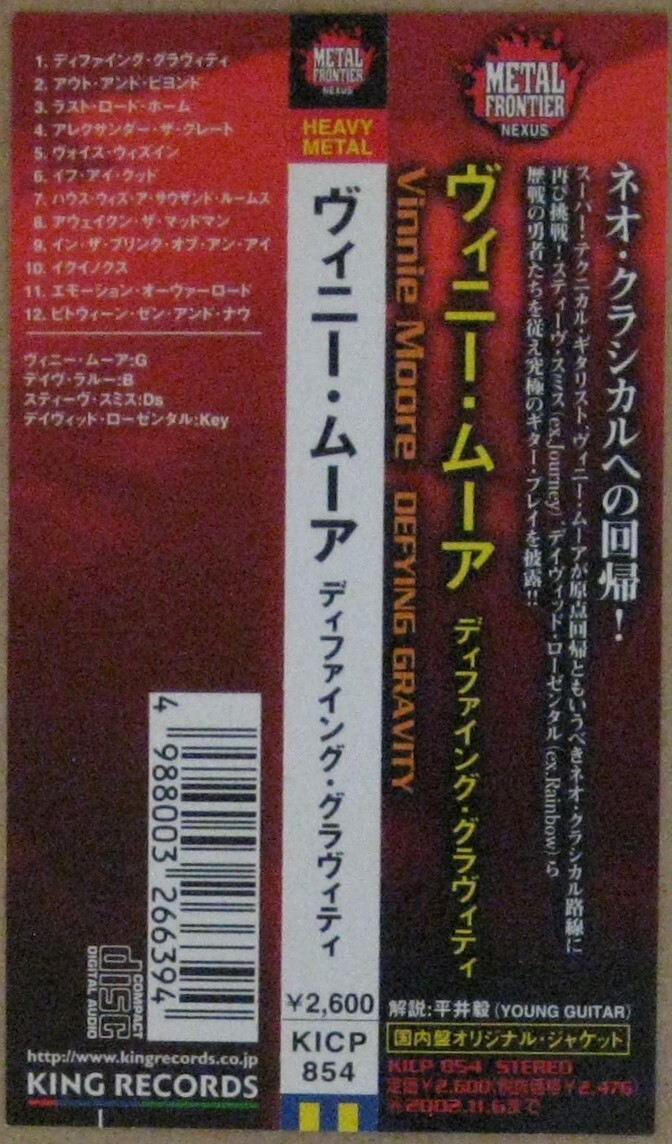 1. ディファイング・グラヴィティ
2. アウト・アンド・ビヨンド
3. ラスト・ロード・ホーム
4. アレクサンダー・ザ・グレート
5. ヴォイス・ウィズイン
6. イフ・アイ・クッド
7. ハウス・ウィズ・ア・サウザンド・ルームス
8. アウェイクン・ザ・マッドマン
9. イン・ザ・ブリンク・オブ・アン・アイ
10. イクイノクス
11. エモーション・オーヴァーロード
12. ビトウィーン・ゼン・アンド・ナウ
ヴィニー・ムーア:G
デイヴ・ラルー:B
スティーヴ・スミス:Ds
デイヴィッド・ローゼンタル:Key
4 988003 266394
COMPACT
disc
DIGITAL AUDIO
http://www.kingrecords.co.jp
KING RECORDS
METAL
FRONTIER
NEXUS
HEAVY
METAL
ヴィニー・ムーア ディファイング・グラヴィティ
¥2,600
KICP
854
METAL
FRONTIER
NEXUS
ネオ・クラシカルへの回帰!
スーパー・テクニカル・ギタリスト、ヴィニー・ムーアが原点回帰ともいうべきネオ・クラシカル路線に
再び挑戦!スティーヴ・スミス(ex.Journey)、デイヴィッド・ローゼンタル(ex.Rainbow)ら
歴戦の勇者たちを従え究極のギター・プレイを披露!!
ヴィニー・ムーア ディファイング・グラヴィティ
Vinnie Moore DEFYING GRAVITY
解説:平井毅(YOUNG GUITAR)
国内盤オリジナル・ジャケット
KICP 854 STEREO
定価¥2,600(税抜価格¥2,476)
2002.11.6まで